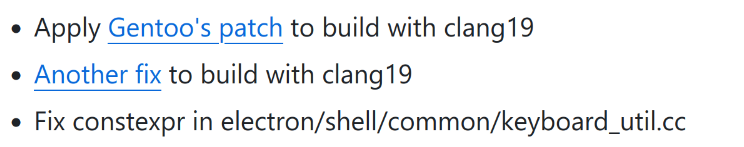 • Apply Gentoo's patch to build with clang19
• Another fix to build with clang19
• Fix constexpr in electron/shell/common/keyboard_util.cc